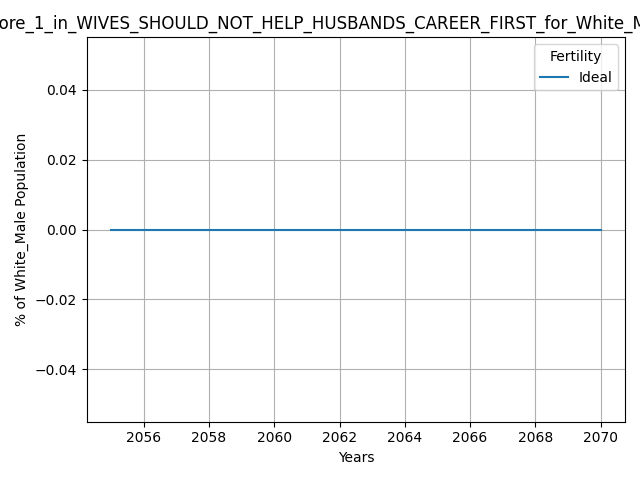 ore_1_in_WIVES_SHOULD_NOT_HELP_HUSBANDS_CAREER_FIRST_for_White_M
Fertility
Ideal
0.04
0.02
0.00
−0.02
−0.04
% of White_Male Population
2056 2058 2060 2062 2064 2066 2068 2070
Years